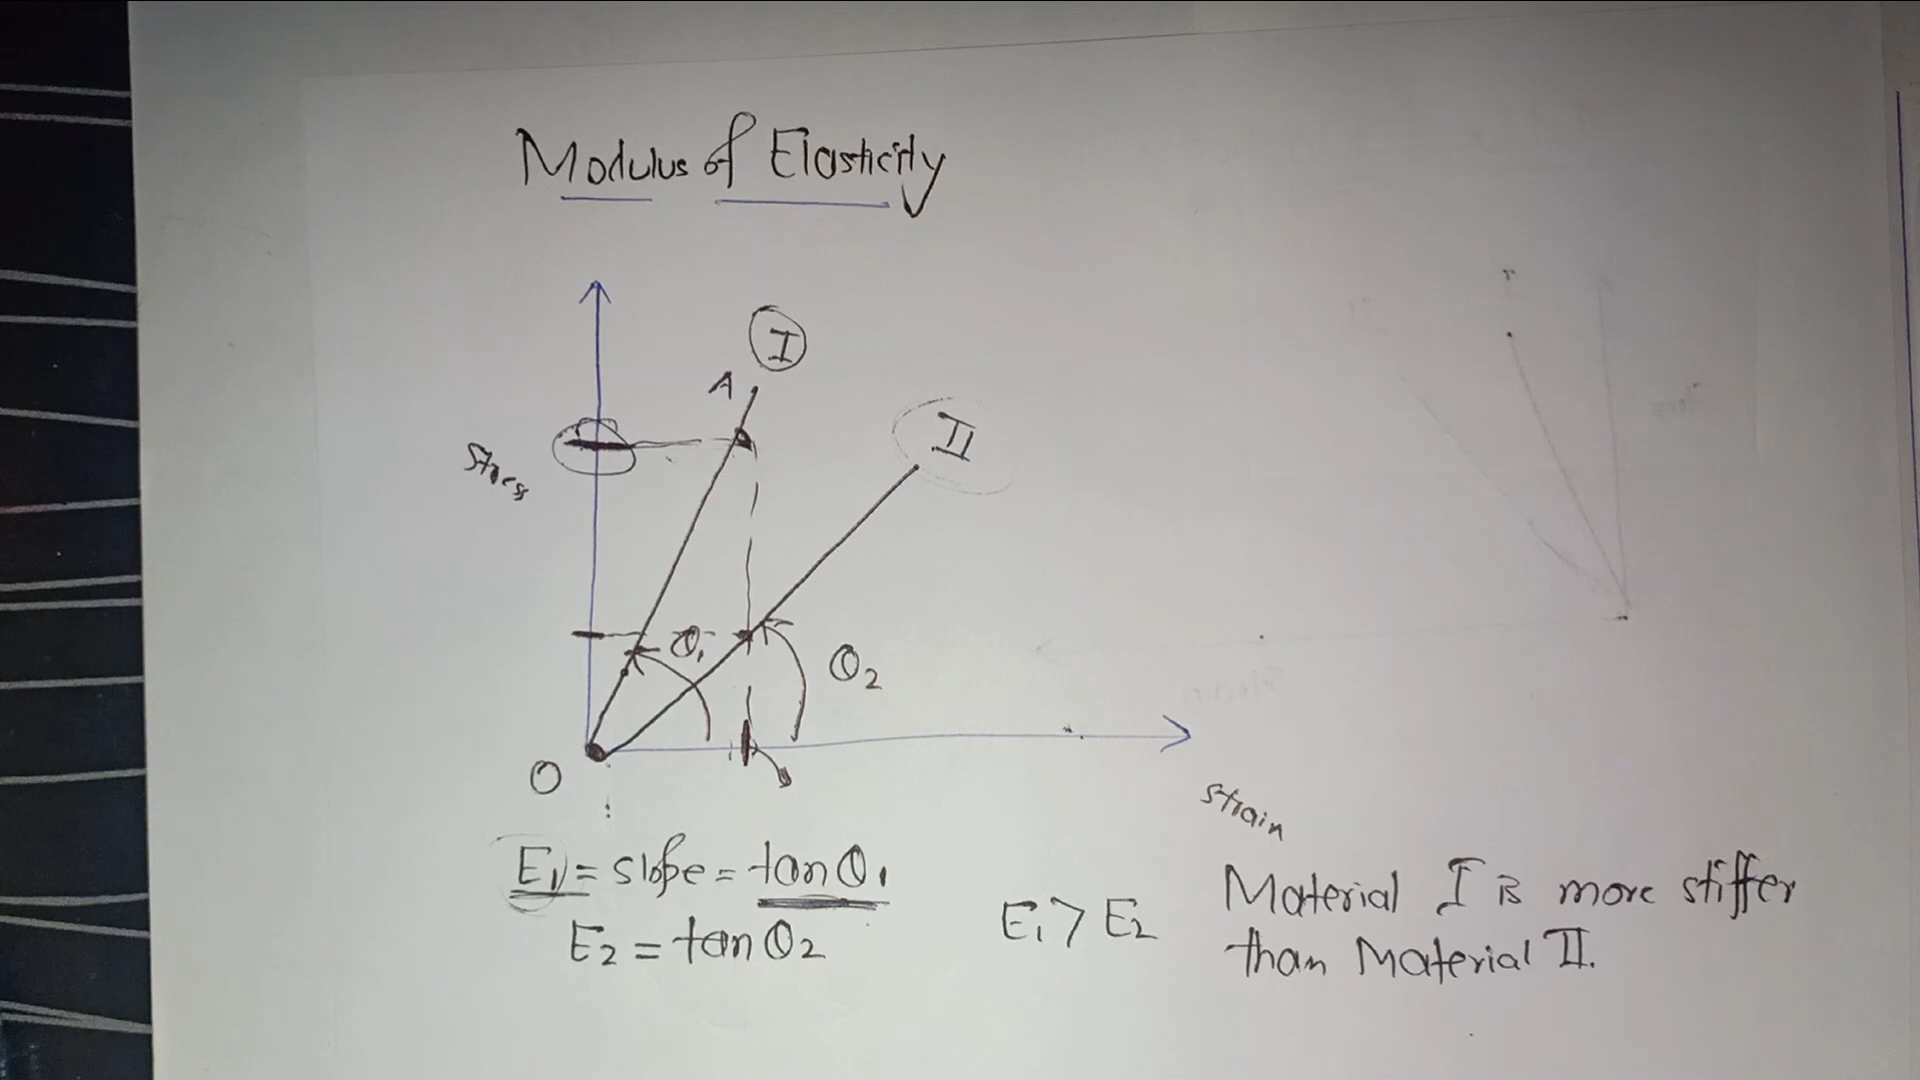 Modulus of Elasticity
I
A
II
Stress
θ₁
θ₂
O
Strain
E₁ = slope = tan θ₁
E₂ = tan θ₂
E₁ > E₂
Material I is more stiffer
than Material II.